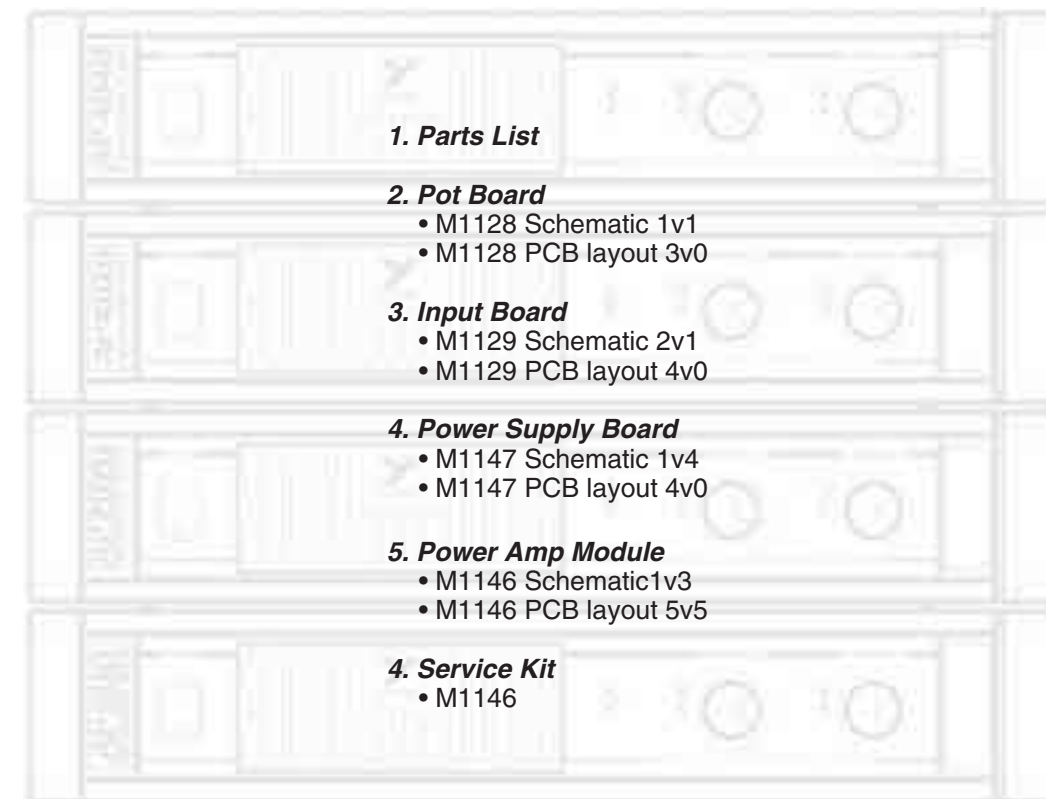 1. Parts List
2. Pot Board
• M1128 Schematic 1v1
• M1128 PCB layout 3v0
3. Input Board
• M1129 Schematic 2v1
• M1129 PCB layout 4v0
4. Power Supply Board
• M1147 Schematic 1v4
• M1147 PCB layout 4v0
5. Power Amp Module
• M1146 Schematic1v3
• M1146 PCB layout 5v5
4. Service Kit
• M1146